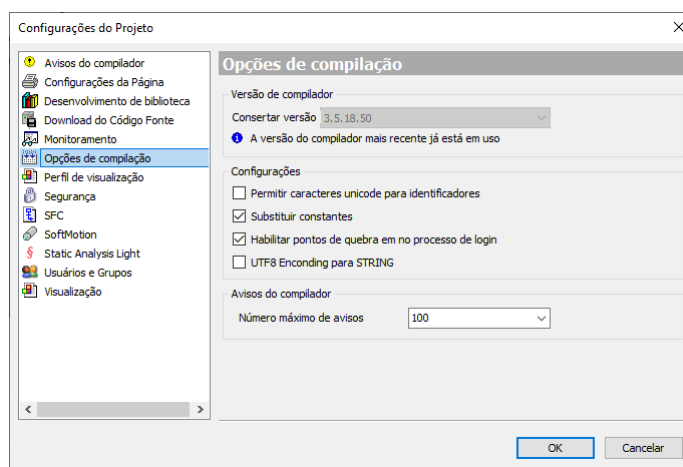 Configurações do Projeto
Avisos do compilador
Configurações da Página
Desenvolvimento de biblioteca
Download do Código Fonte
Monitoramento
Opções de compilação
Perfil de visualização
Segurança
SFC
SoftMotion
Static Analysis Light
Usuários e Grupos
Visualização
Opções de compilação
Versão de compilador
Consertar versão 3.5.18.50
A versão do compilador mais recente já está em uso
Configurações
Permitir caracteres unicode para identificadores
Substituir constantes
Habilitar pontos de quebra em no processo de login
UTF8 Enconding para STRING
Avisos do compilador
Número máximo de avisos 100
OK Cancelar